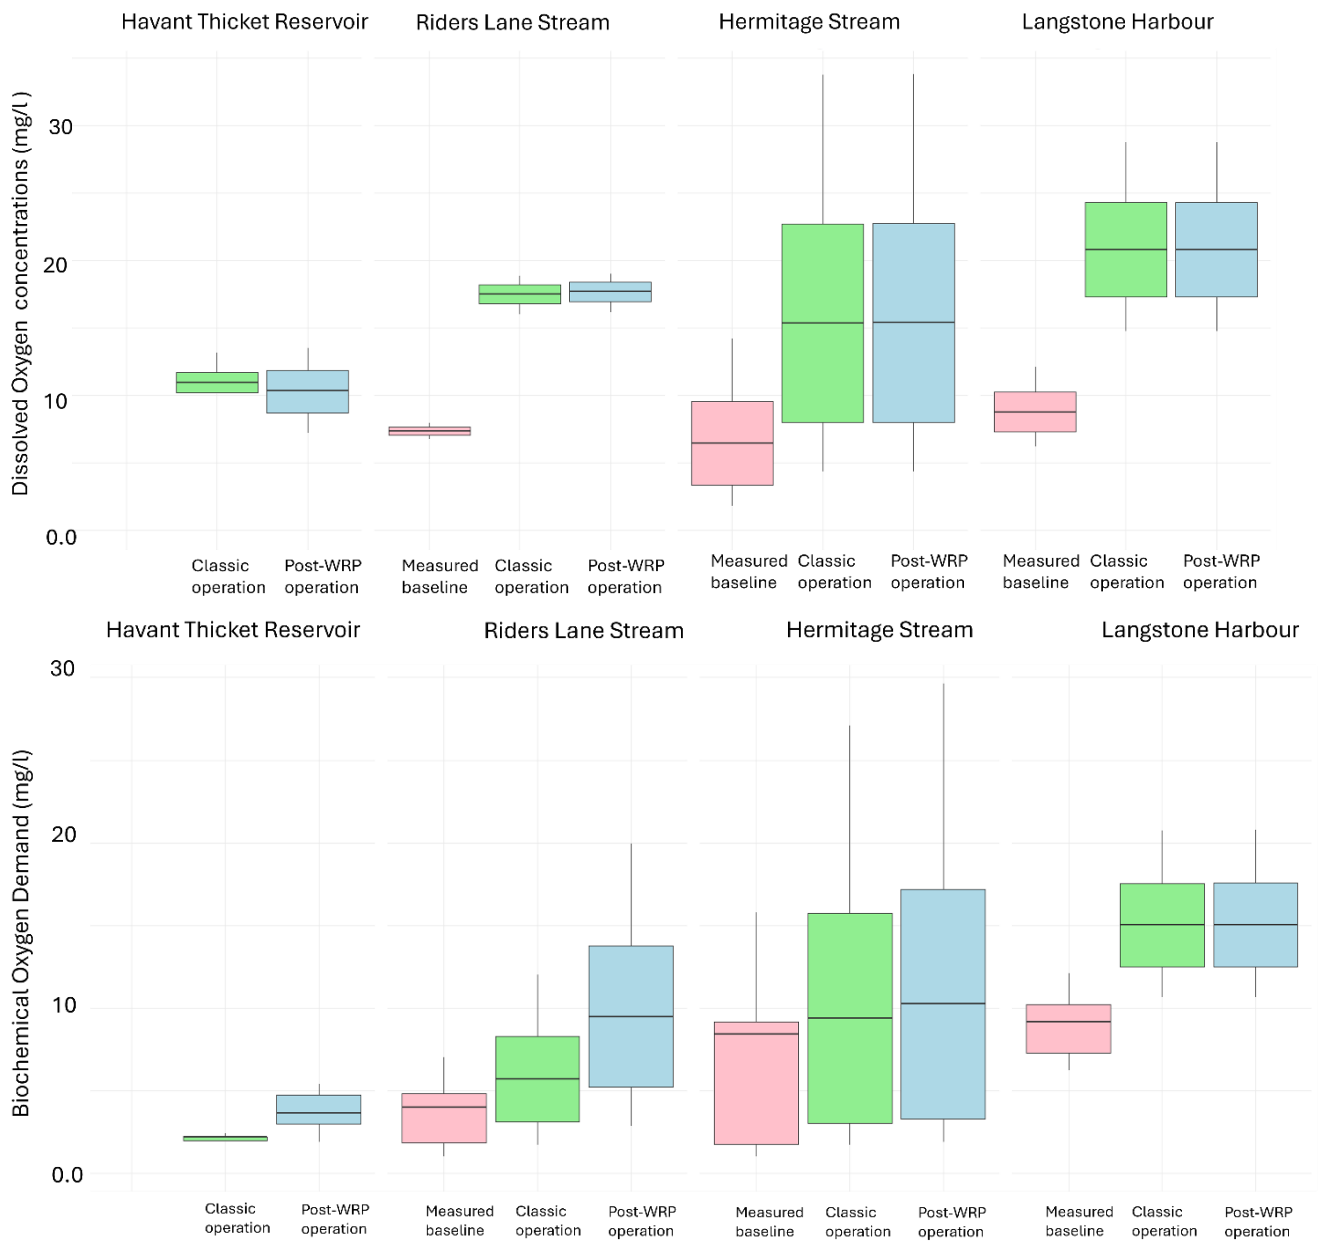 Havant Thicket Reservoir
Riders Lane Stream
Hermitage Stream
Langstone Harbour
Dissolved Oxygen concentrations (mg/l )
30
20
10
0.0
Classic operation
Post-WRP operation
Measured baseline
Classic operation
Post-WRP operation
Measured baseline
Classic operation
Post-WRP operation
Measured baseline
Classic operation
Post-WRP operation
Havant Thicket Reservoir
Riders Lane Stream
Hermitage Stream
Langstone Harbour
Biochemical Oxygen Demand (mg/l)
30
20
10
0.0
Classic operation
Post-WRP operation
Measured baseline
Classic operation
Post-WRP operation
Measured baseline
Classic operation
Post-WRP operation
Measured baseline
Classic operation
Post-WRP operation